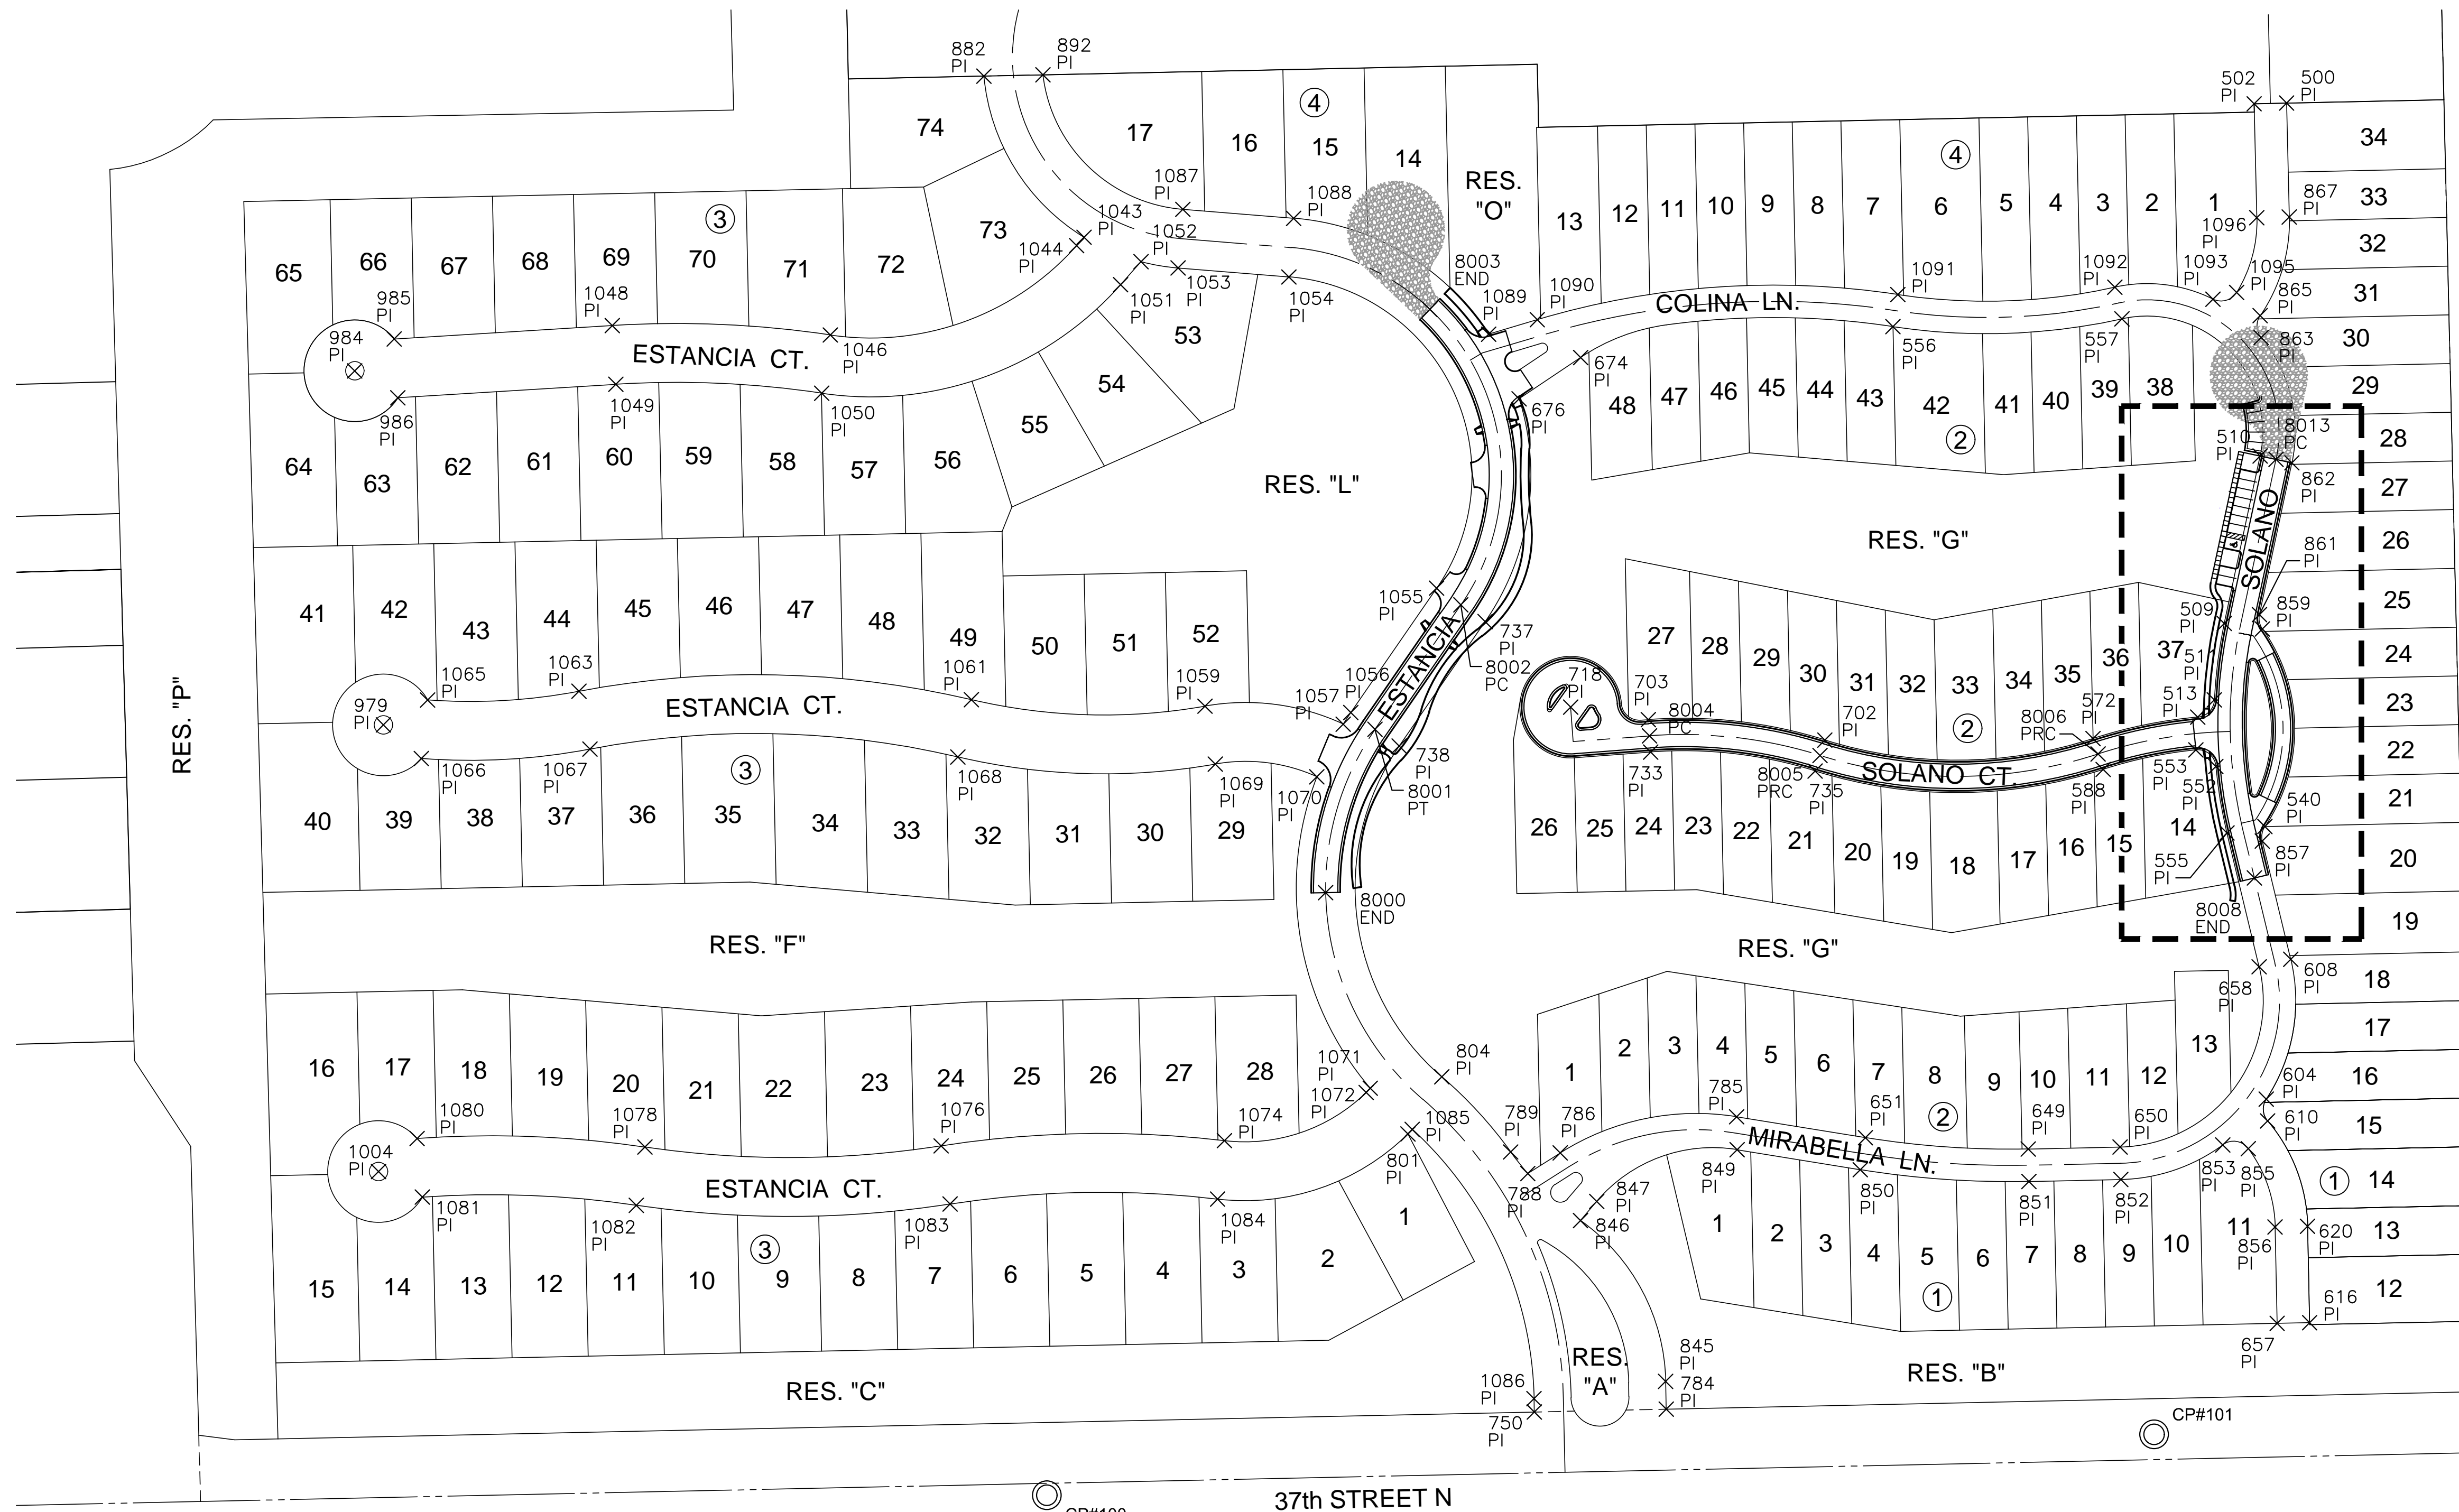 882
PI
892
PI
502
PI
500
PI
74
17
16
④
15
14
RES.
"O"
13
12
11
10
9
8
7
④
6
5
4
3
2
1
34
33
32
31
30
29
28
27
26
25
24
23
22
21
20
19
18
17
16
15
① 14
13
12
1087
PI
1088
PI
1043
PI
1044
PI
1052
PI
1053
PI
1051
PI
1054
PI
8003
END
1089
PI
1090
PI
1091
PI
1092
PI
1093
PI
1096
PI
1095
PI
867
PI
865
PI
863
PI
COLINA LN.
674
PI
676
PI
556
PI
557
PI
510
PI
8013
PC
862
PI
861
PI
859
PI
65
66
67
68
69
③
70
71
72
73
985
PI
984
PI
986
PI
1048
PI
1046
PI
1049
PI
1050
PI
ESTANCIA CT.
64
63
62
61
60
59
58
57
56
55
54
53
RES. "L"
48
47
46
45
44
43
42
②
41
40
39
38
RES. "G"
SOLANO
41
42
43
44
45
46
47
48
49
50
51
52
RES. "P"
979
PI
1065
PI
1063
PI
1061
PI
1059
PI
1057
PI
1056
PI
1055
PI
ESTANCIA CT.
ESTANCIA
737
PI
8002
PC
738
PI
8001
PT
1066
PI
1067
PI
③
1068
PI
1069
PI
1070
PI
40
39
38
37
36
35
34
33
32
31
30
29
8000
END
RES. "F"
27
28
29
30
31
32
33
②
34
35
36
37
718
PI
703
PI
8004
PC
702
PI
8006
PRC
572
PI
513
PI
509
PI
511
PI
SOLANO CT.
733
PI
8005
PRC
735
PI
588
PI
553
PI
552
PI
540
PI
857
PI
555
PI
8008
END
26
25
24
23
22
21
20
19
18
17
16
15
14
RES. "G"
658
PI
608
PI
16
17
18
19
20
21
22
23
24
25
26
27
28
1071
PI
1072
PI
804
PI
1004
PI
1080
PI
1078
PI
1076
PI
1074
PI
1085
PI
801
PI
ESTANCIA CT.
1081
PI
1082
PI
1083
PI
1084
PI
③
15
14
13
12
11
10
9
8
7
6
5
4
3
2
1
RES. "C"
1
2
3
4
5
6
7
8
②
9
10
11
12
13
789
PI
786
PI
785
PI
651
PI
649
PI
650
PI
604
PI
610
PI
MIRABELLA LN.
788
PI
847
PI
846
PI
849
PI
850
PI
851
PI
852
PI
853
PI
855
PI
856
PI
620
PI
616
PI
657
PI
1
2
3
4
5
①
6
7
8
9
10
11
1086
PI
750
PI
RES.
"A"
845
PI
784
PI
RES. "B"
CP#101
CP#100
37th STREET N